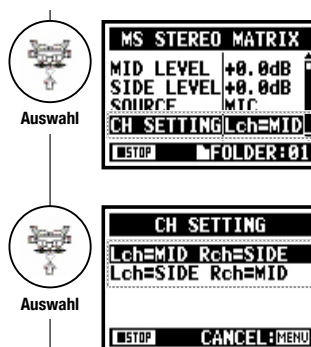 MS STEREO MATRIX
MID LEVEL +0.0dB
SIDE LEVEL +0.0dB
SOURCE MIC
CH SETTING Lch=MID
STOP FOLDER:01
Auswahl
CH SETTING
Lch=MID Rch=SIDE
Lch=SIDE Rch=MID
STOP CANCEL:MENU
Auswahl